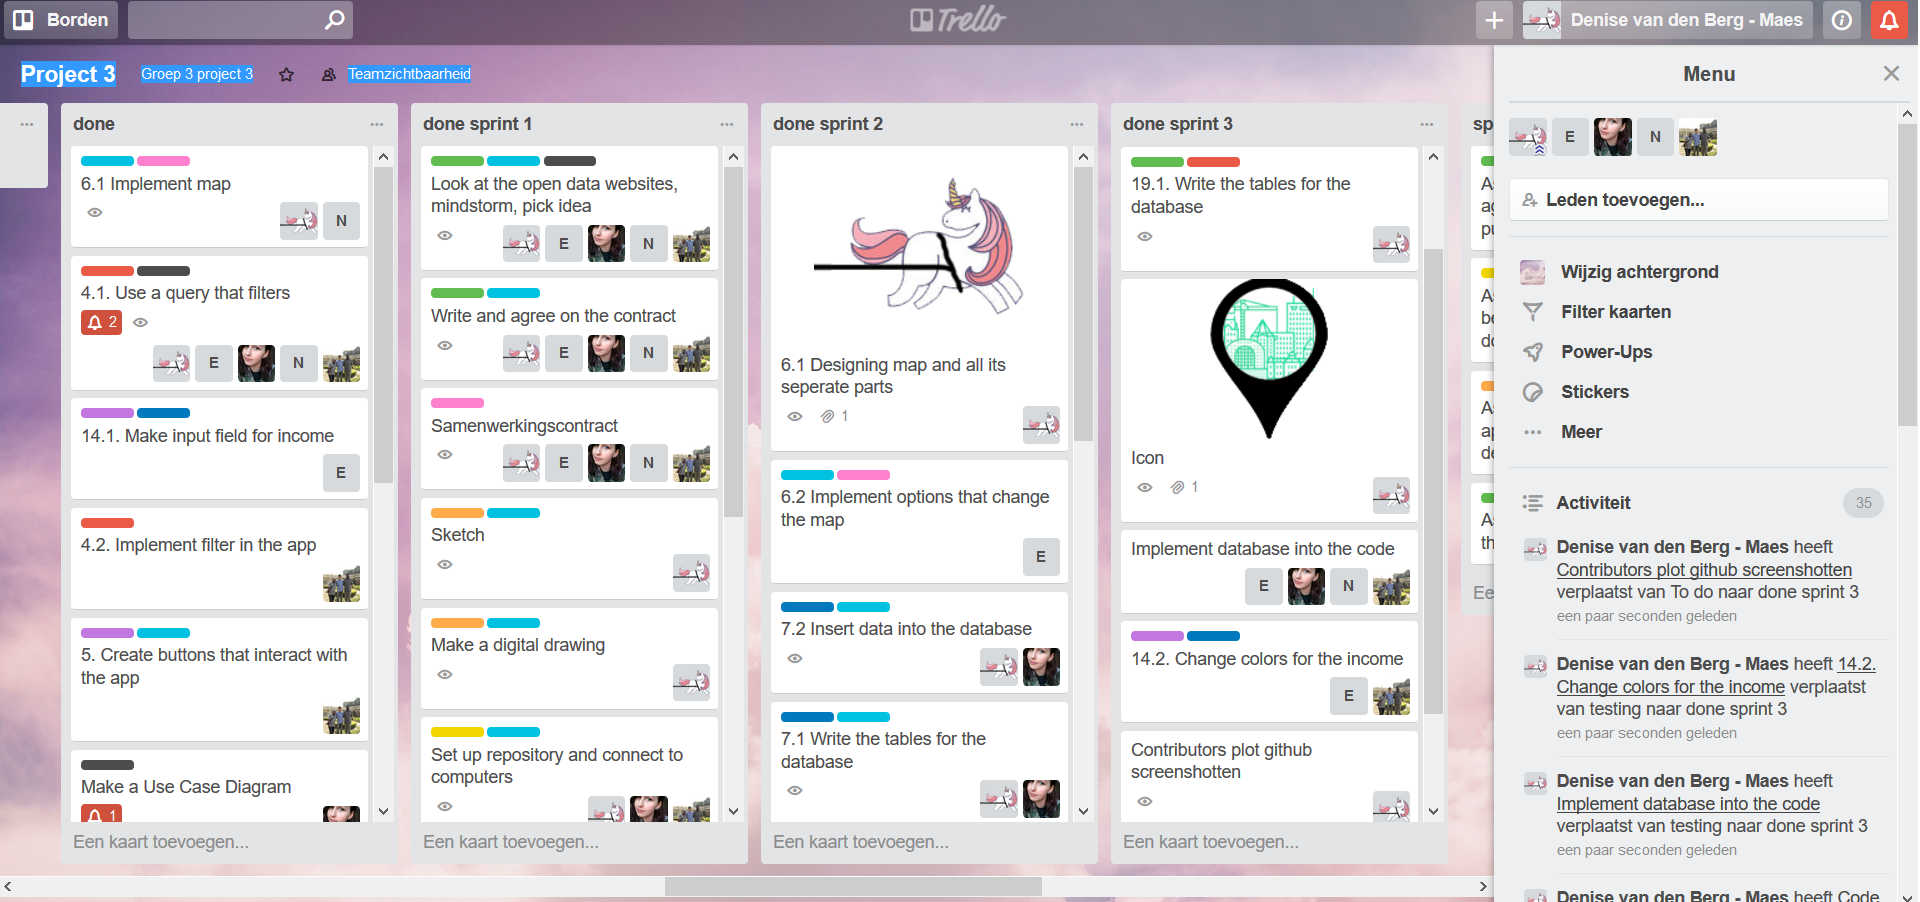 Borden
Trello
Denise van den Berg - Maes
Project 3
Groep 3 project 3
Teamzichtbaarheid
done
6.1 Implement map
N
4.1. Use a query that filters
2
E
N
14.1. Make input field for income
E
4.2. Implement filter in the app
5. Create buttons that interact with
the app
Make a Use Case Diagram
1
Een kaart toevoegen...
done sprint 1
Look at the open data websites,
mindstorm, pick idea
E
N
Write and agree on the contract
E
N
Samenwerkingscontract
E
N
Sketch
Make a digital drawing
Set up repository and connect to
computers
Een kaart toevoegen...
done sprint 2
6.1 Designing map and all its
seperate parts
1
6.2 Implement options that change
the map
E
7.2 Insert data into the database
7.1 Write the tables for the
database
Een kaart toevoegen...
done sprint 3
19.1. Write the tables for the
database
Icon
1
Implement database into the code
E
N
14.2. Change colors for the income
E
Contributors plot github
screenshotten
Een kaart toevoegen...
sp
As
ag
pu
As
be
do
As
ap
de
As
th
Ee
Menu
E
N
Leden toevoegen...
Wijzig achtergrond
Filter kaarten
Power-Ups
Stickers
Meer
Activiteit
35
Denise van den Berg - Maes heeft
Contributors plot github screenshotten
verplaatst van To do naar done sprint 3
een paar seconden geleden
Denise van den Berg - Maes heeft 14.2.
Change colors for the income verplaatst
van testing naar done sprint 3
een paar seconden geleden
Denise van den Berg - Maes heeft
Implement database into the code
verplaatst van testing naar done sprint 3
een paar seconden geleden
Denise van den Berg - Maes heeft Code